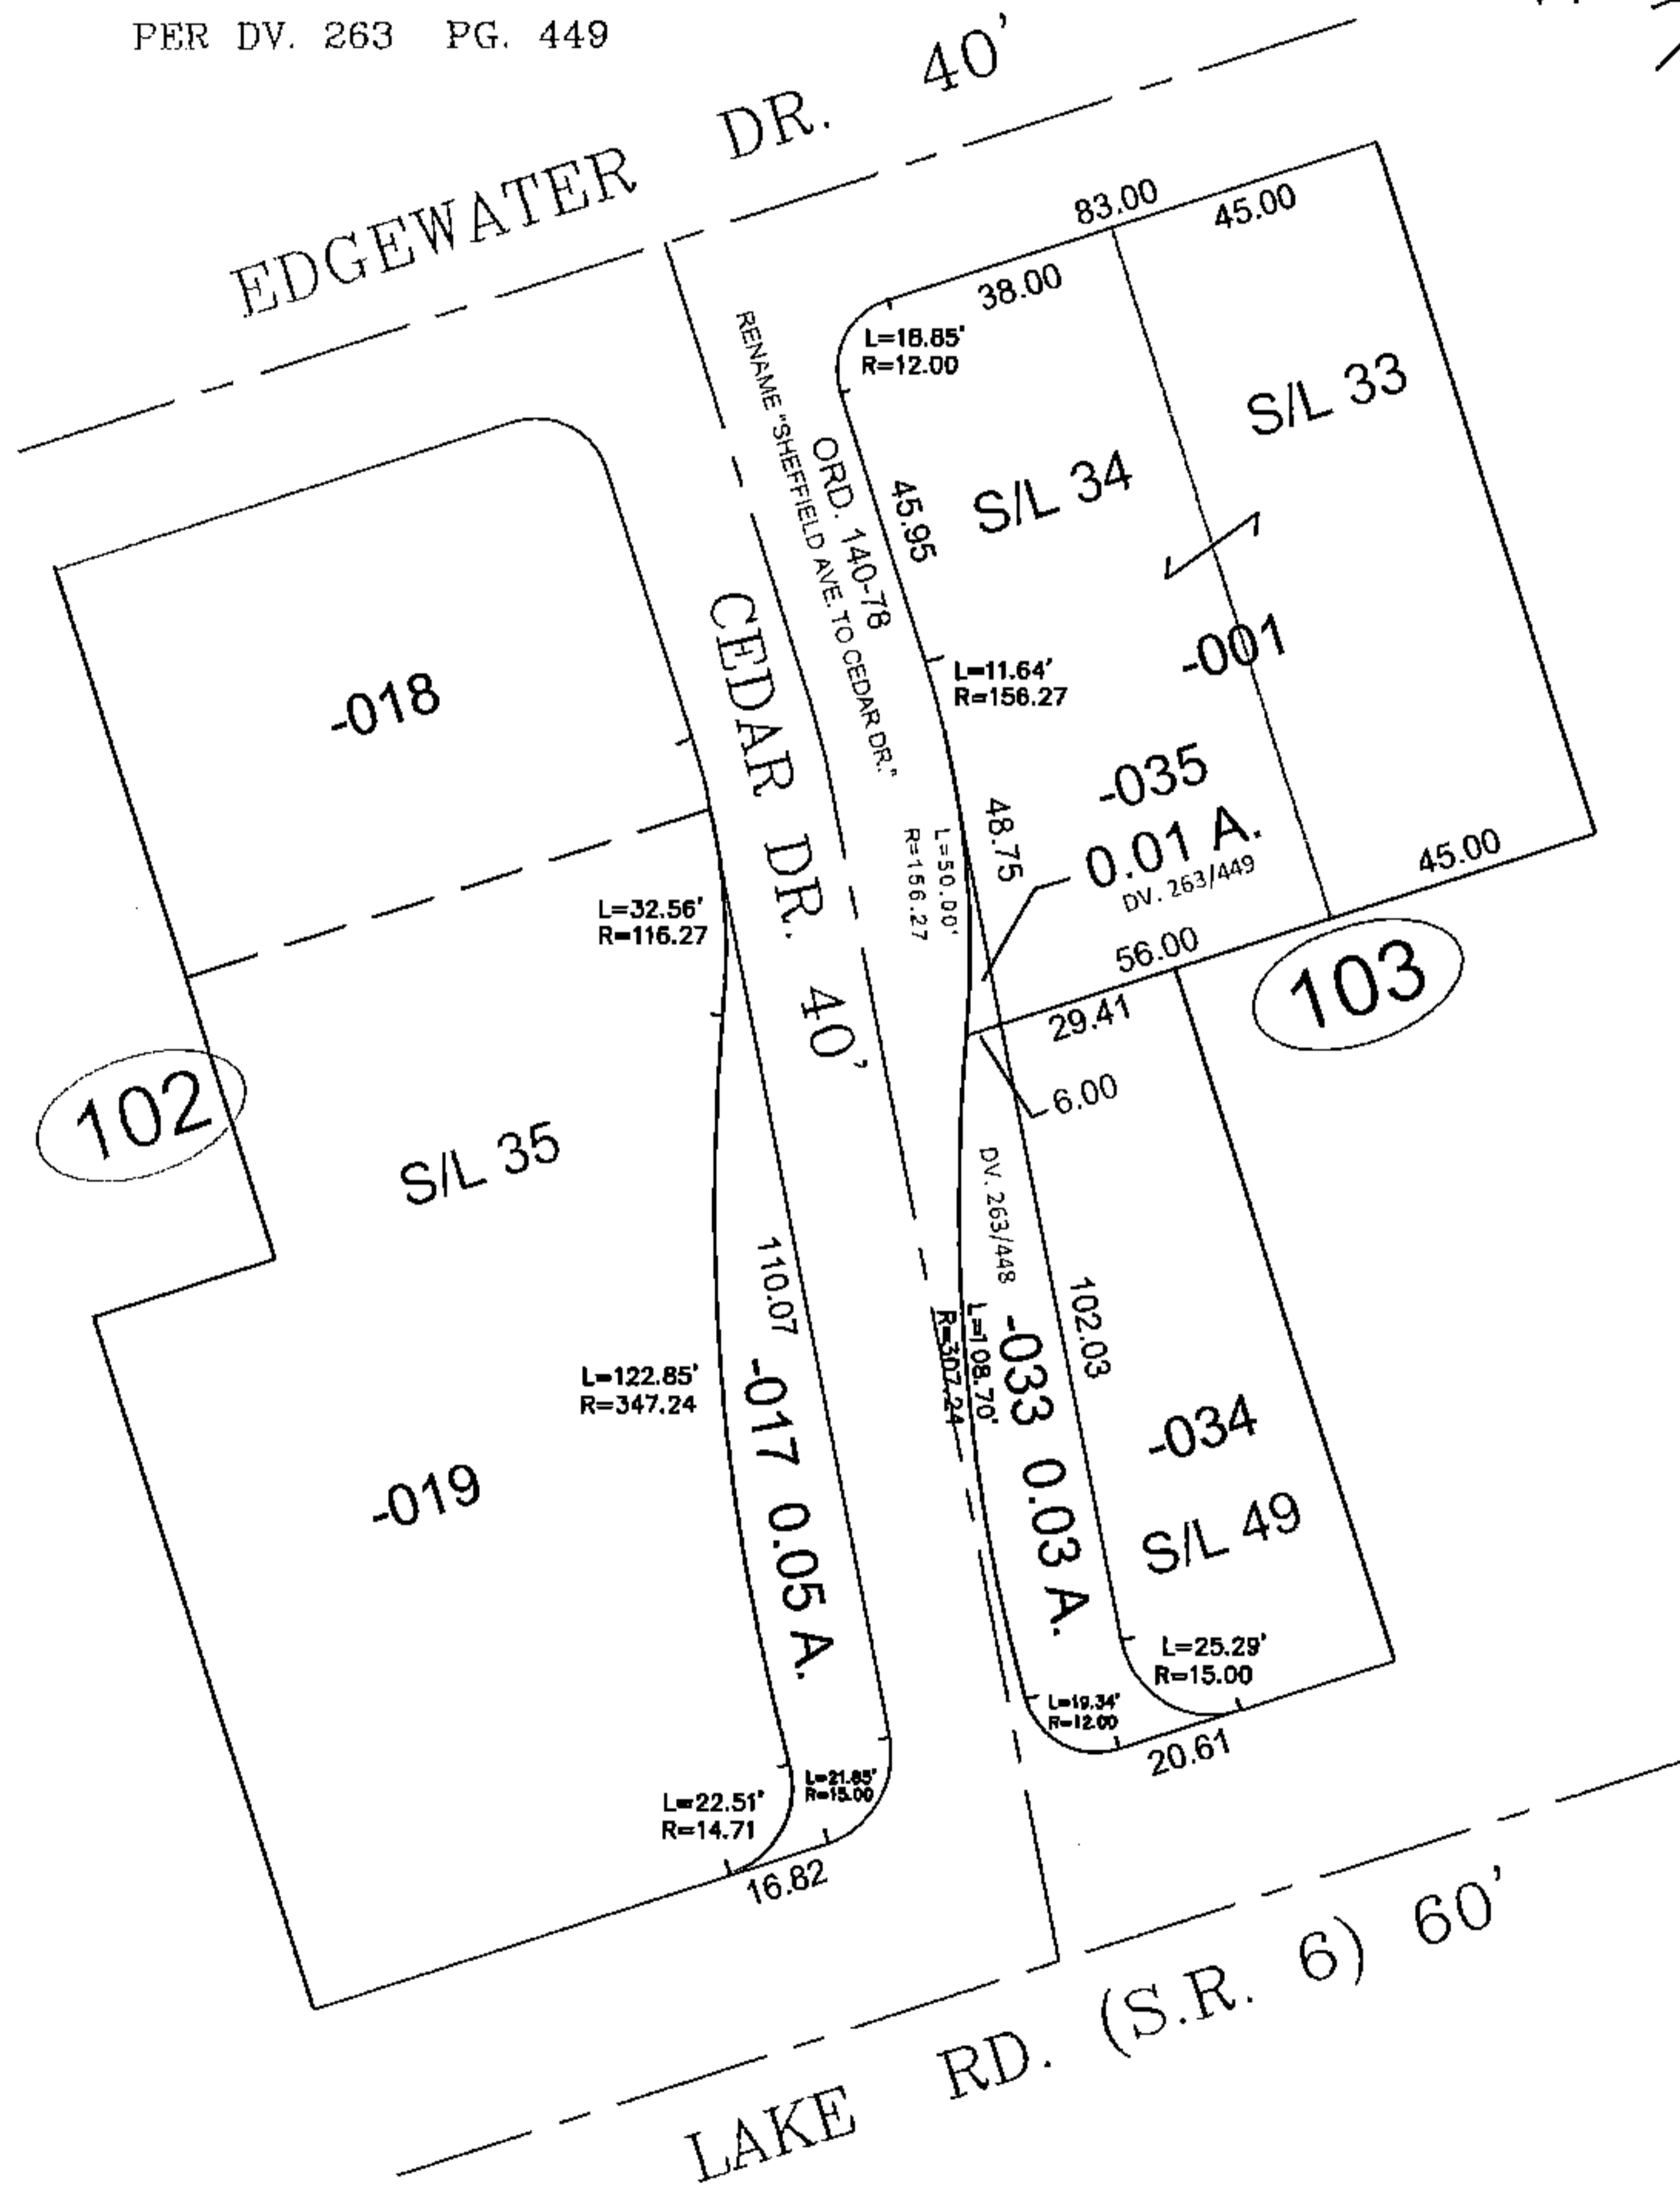 PER DV. 263 PG. 449
EDGEWATER DR. 40'
83.00
45.00
38.00
L=18.85'
R=12.00
S/L 33
S/L 34
RENAME "SHEFFIELD AVE. TO CEDAR DR."
ORD. 140-78
45.95
CEDAR DR. 40'
L=11.64'
R=156.27
-001
-018
-035
0.01 A.
DV. 263/449
48.75
L=50.00'
R=156.27
45.00
L=32.56'
R=116.27
56.00
103
29.41
6.00
102
S/L 35
DV. 263/448
110.07
102.03
L=108.70'
R=307.24
-033 0.03 A.
L=122.85'
R=347.24
-017 0.05 A.
-034
S/L 49
-019
L=25.29'
R=15.00
L=19.34'
R=12.00
20.61
L=21.85'
R=15.00
L=22.51'
R=14.71
16.82
LAKE RD. (S.R. 6) 60'